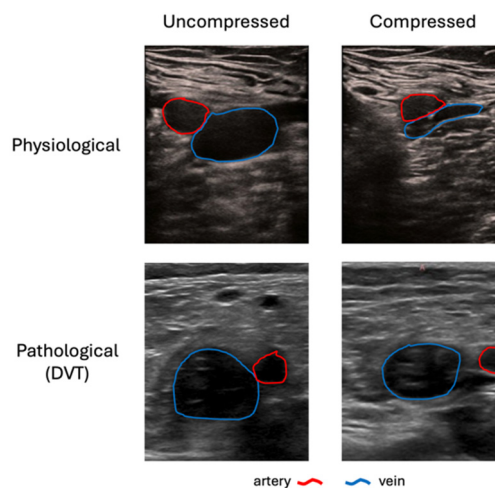 Uncompressed
Compressed
Physiological
Pathological
(DVT)
artery
vein